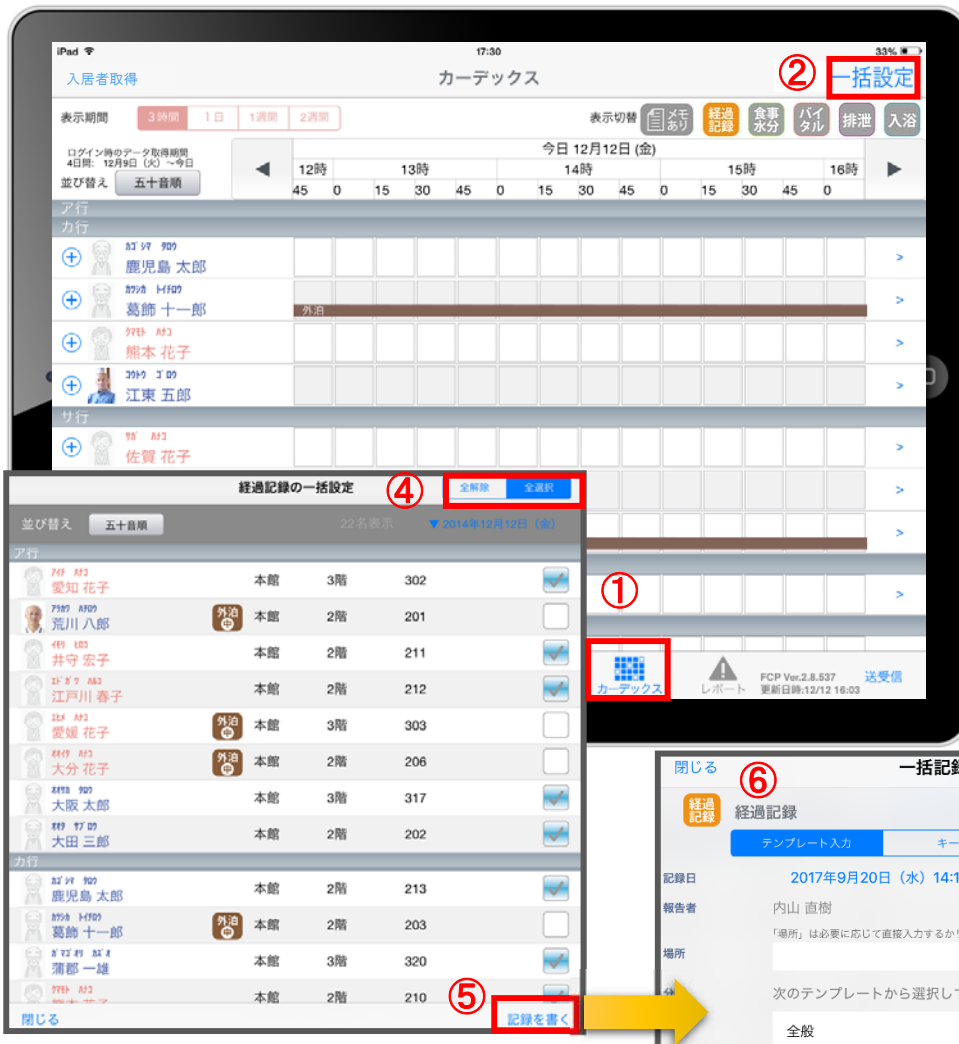 iPad 17:30 33%
入居者取得 カーデックス ② 一括設定
表示期間 3時間 1日 1週間 2週間 表示切替 メモあり 経過記録 食事水分 バイタル 排泄 入浴
ログイン時のデータ取得期間
4日間: 12月9日（火）～今日
今日 12月12日 (金)
◀ 12時 13時 14時 15時 16時 ▶
並び替え 五十音順
45 0 15 30 45 0 15 30 45 0 15 30 45 0
ア行
カ行
ｶｺﾞｼﾏ ﾀﾛｳ
鹿児島 太郎 >
ｶﾂｼｶ ﾄｲﾁﾛｳ
葛飾 十一郎 外泊 >
ｸﾏﾓﾄ ﾊﾅｺ
熊本 花子 >
ｺｳﾄｳ ｺﾞﾛｳ
江東 五郎 >
サ行
ｻｶﾞ ﾊﾅｺ
佐賀 花子 >
>
>
>
①
カーデックス レポート FCP Ver.2.8.537 送受信
更新日時:12/12 16:03
経過記録の一括設定 ④ 全解除 全選択
並び替え 五十音順 22名表示 ▼ 2014年12月12日（金）
ア行
ｱｲﾁ ﾊﾅｺ
愛知 花子 本館 3階 302
ｱﾗｶﾜ ﾊﾁﾛｳ
荒川 八郎 外泊中 本館 2階 201
ｲﾓﾘ ﾋﾛｺ
井守 宏子 本館 2階 211
ｴﾄﾞｶﾞﾜ ﾊﾙｺ
江戸川 春子 本館 2階 212
ｴﾋﾒ ﾊﾅｺ
愛媛 花子 外泊中 本館 3階 303
ｵｵｲﾀ ﾊﾅｺ
大分 花子 外泊中 本館 2階 206
ｵｵｻｶ ﾀﾛｳ
大阪 太郎 本館 3階 317
大田 三郎 本館 2階 202
カ行
ｶｺﾞｼﾏ ﾀﾛｳ
鹿児島 太郎 本館 2階 213
ｶﾂｼｶ ﾄｲﾁﾛｳ
葛飾 十一郎 外泊中 本館 2階 203
ｶﾞﾏｺﾞｵﾘ ｶｽﾞｵ
蒲郡 一雄 本館 3階 320
ｸﾏﾓﾄ ﾊﾅｺ
熊本 花子 本館 2階 210
閉じる ⑤ 記録を書く
閉じる ⑥ 一括記録
経過記録 経過記録
テンプレート入力 キー
記録日 2017年9月20日（水）14:1
報告者 内山 直樹
「場所」は必要に応じて直接入力するか
場所
次のテンプレートから選択して
全般